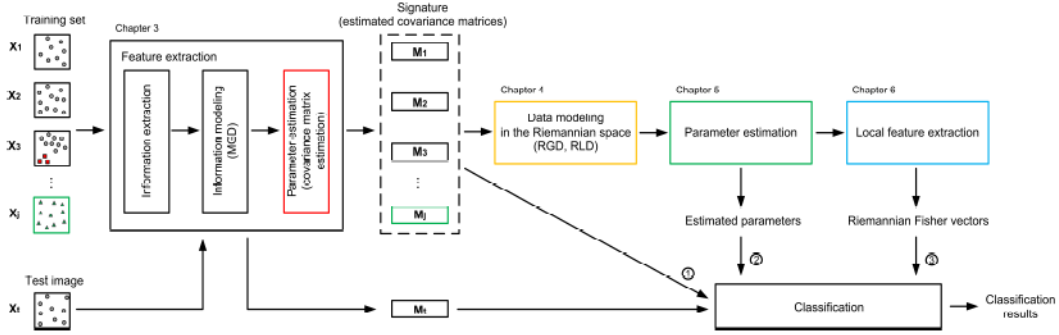 Training set
X1
X2
X3
...
Xj
Test image
Xt
Chapter 3
Feature extraction
Information extraction
Information modeling
(MGD)
Parameter estimation
(covariance matrix
estimation)
Signature
(estimated covariance matrices)
M1
M2
M3
...
Mj
Mt
Chapter 4
Data modeling
in the Riemannian space
(RGD, RLD)
Chapter 5
Parameter estimation
Chapter 6
Local feature extraction
Estimated parameters
Riemannian Fisher vectors
①
②
③
Classification
Classification
results